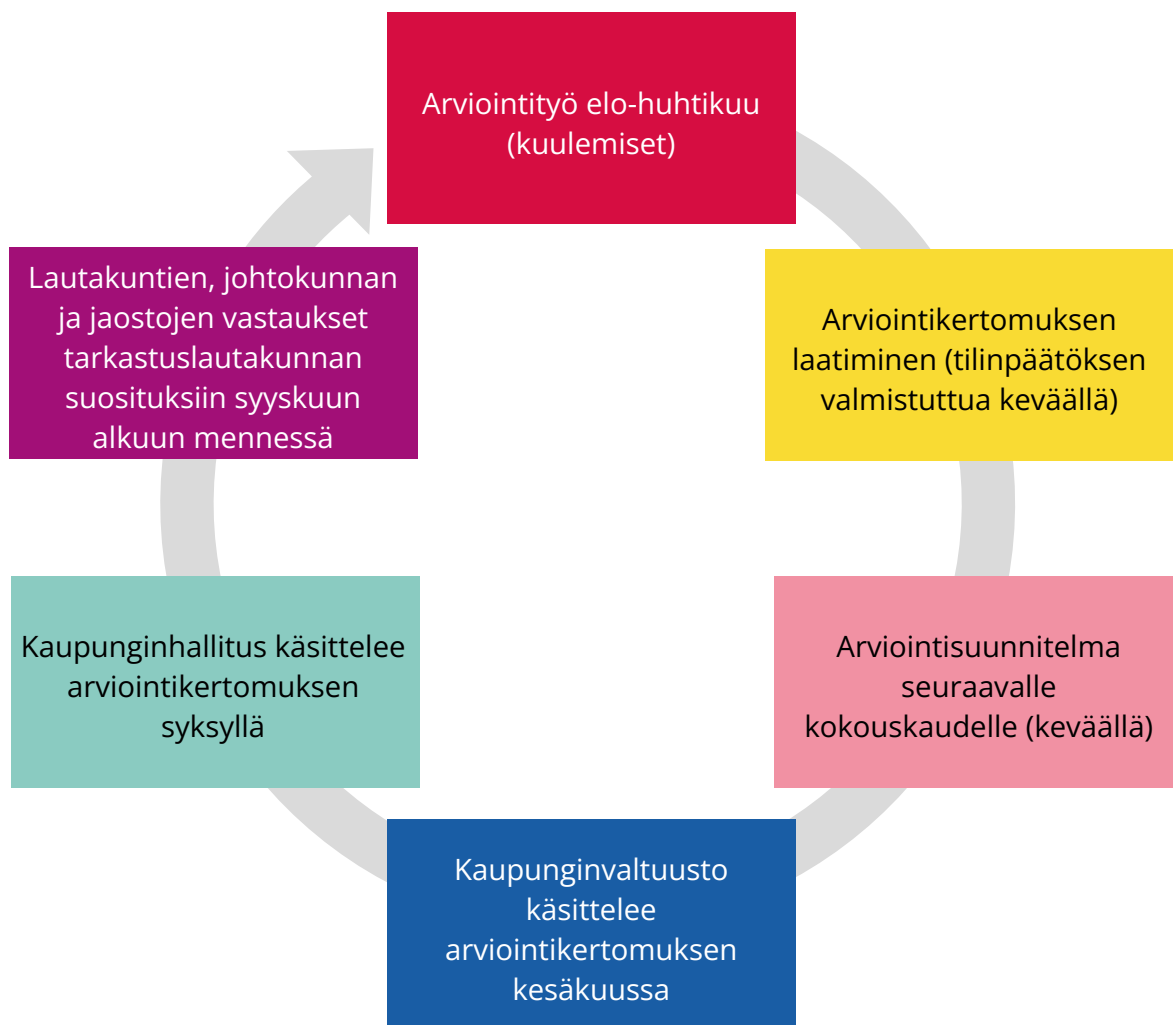 Arviointityö elo-huhtikuu
(kuulemiset)
Arviointikertomuksen
laatiminen (tilinpäätöksen
valmistuttua keväällä)
Arviointisuunnitelma
seuraavalle
kokouskaudelle (keväällä)
Kaupunginvaltuusto
käsittelee
arviointikertomuksen
kesäkuussa
Kaupunginhallitus käsittelee
arviointikertomuksen
syksyllä
Lautakuntien, johtokunnan
ja jaostojen vastaukset
tarkastuslautakunnan
suosituksiin syyskuun
alkuun mennessä